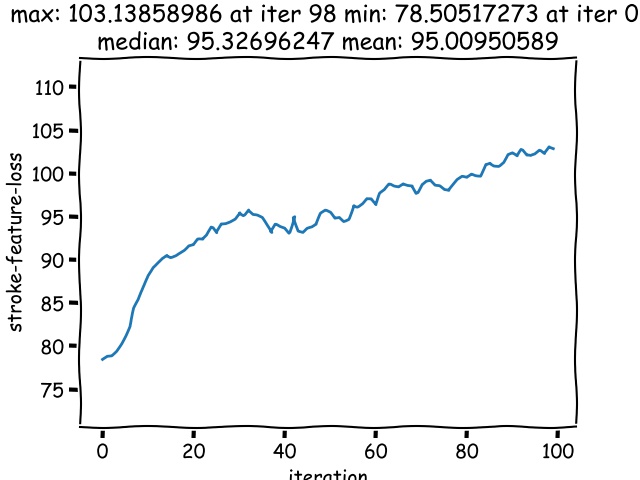 max: 103.13858986 at iter 98 min: 78.50517273 at iter 0
median: 95.32696247 mean: 95.00950589
stroke-feature-loss
110
105
100
95
90
85
80
75
0 20 40 60 80 100
iteration